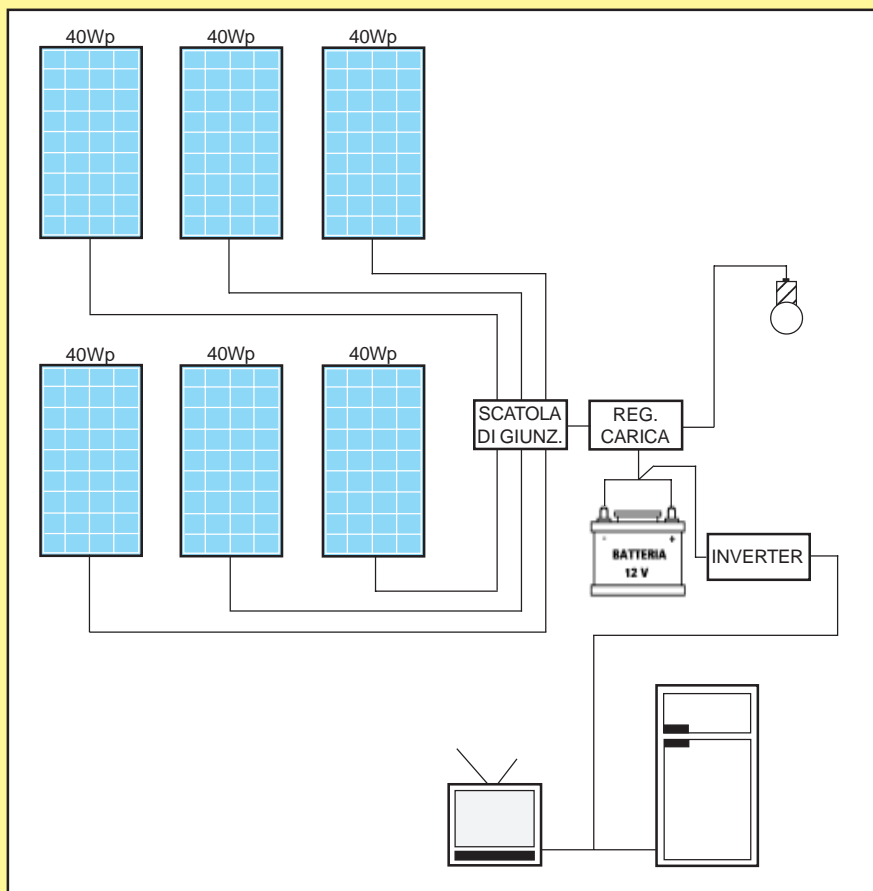 40Wp 40Wp 40Wp
40Wp 40Wp 40Wp
SCATOLA
DI GIUNZ.
REG.
CARICA
- +
BATTERIA
12 V
INVERTER